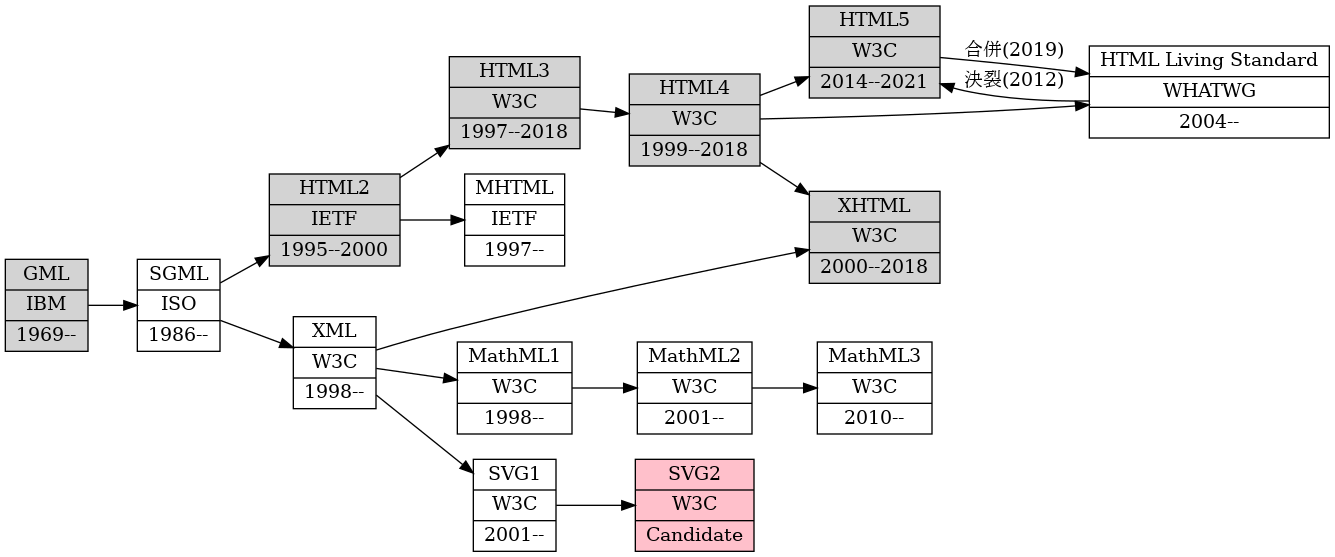 GML
IBM
1969--
SGML
ISO
1986--
HTML2
IETF
1995--2000
XML
W3C
1998--
HTML3
W3C
1997--2018
MHTML
IETF
1997--
MathML1
W3C
1998--
SVG1
W3C
2001--
HTML4
W3C
1999--2018
MathML2
W3C
2001--
SVG2
W3C
Candidate
HTML5
W3C
2014--2021
XHTML
W3C
2000--2018
MathML3
W3C
2010--
合併(2019)
決裂(2012)
HTML Living Standard
WHATWG
2004--